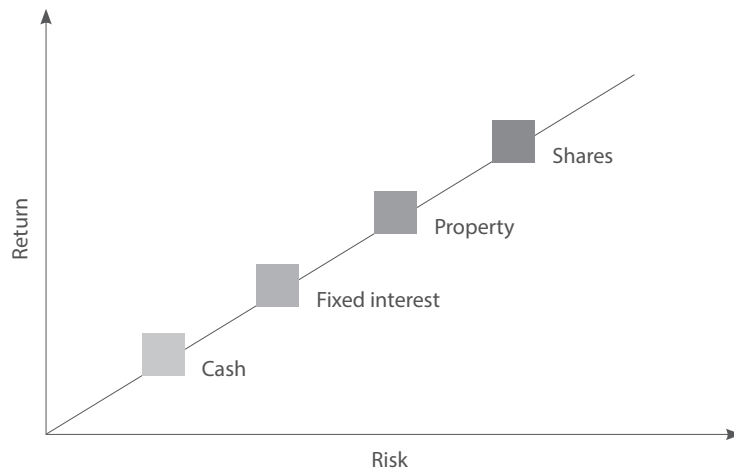 Return
Shares
Property
Fixed interest
Cash
Risk